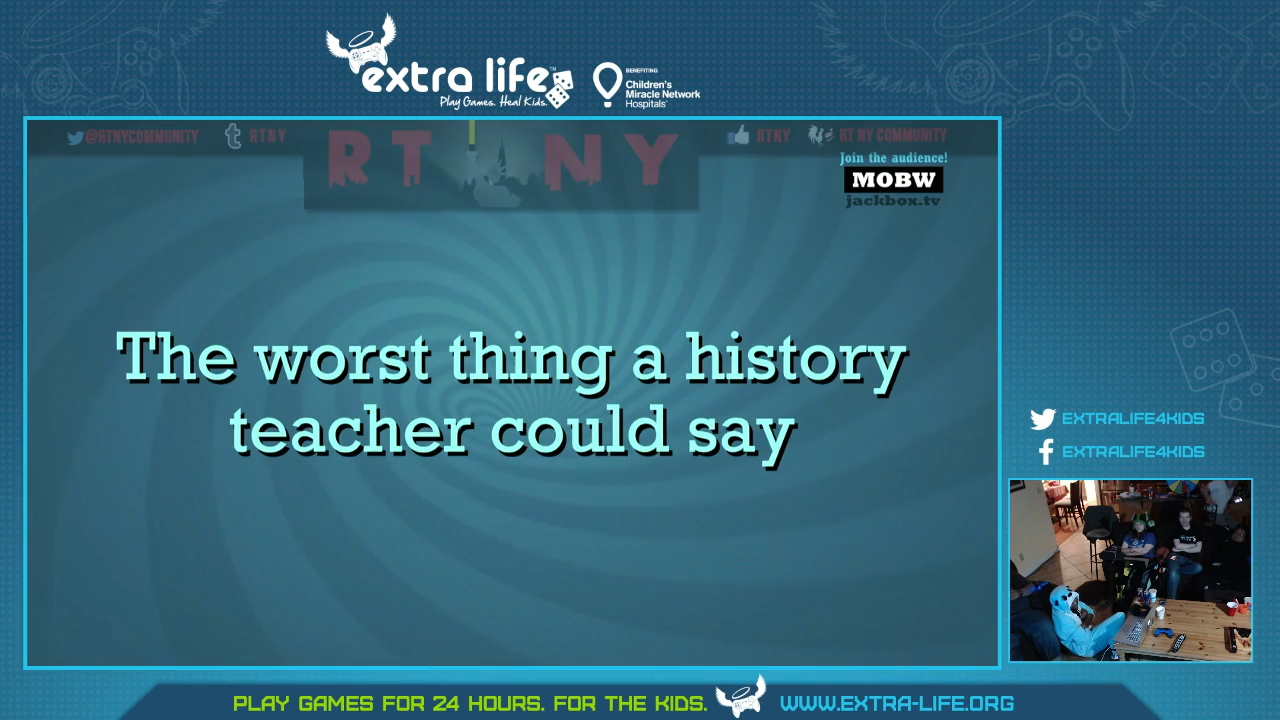 extra life™
Play Games. Heal Kids.
BENEFITING
Children's
Miracle Network
Hospitals®
@RTNYCOMMUNITY
RTNY
RT NY
RTNY
RT NY COMMUNITY
Join the audience!
MOBW
jackbox.tv
The worst thing a history
teacher could say
EXTRALIFE4KIDS
EXTRALIFE4KIDS
PLAY GAMES FOR 24 HOURS. FOR THE KIDS.
WWW.EXTRA-LIFE.ORG